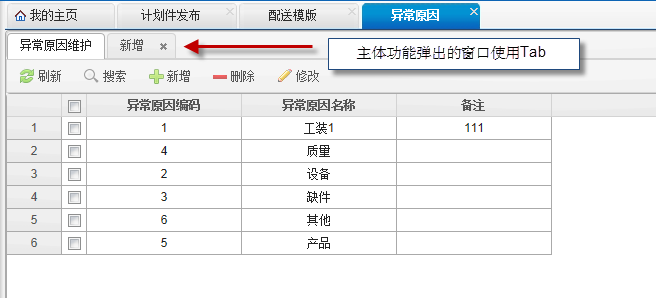 我的主页 计划件发布 配送模版 异常原因
异常原因维护 新增
主体功能弹出的窗口使用Tab
刷新 搜索 新增 删除 修改
异常原因编码 异常原因名称 备注
1 1 工装1 111
2 4 质量
3 2 设备
4 3 缺件
5 6 其他
6 5 产品